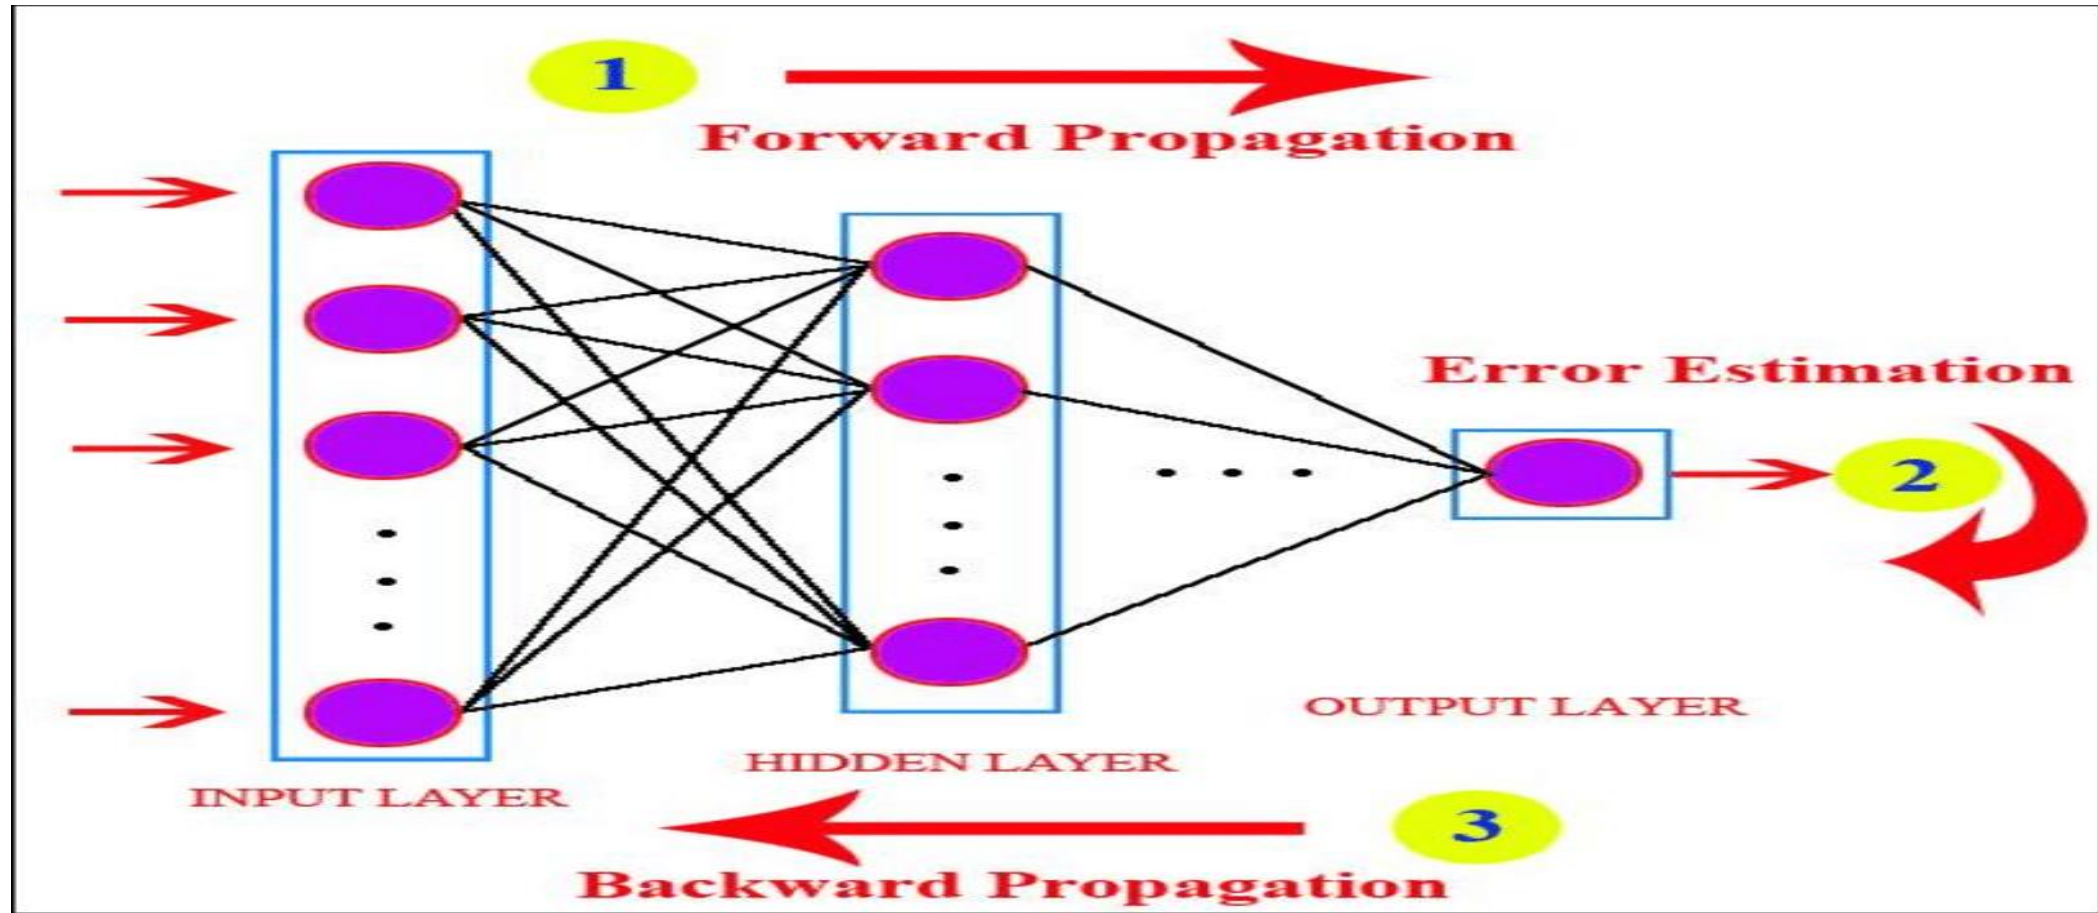 1
Forward Propagation
Error Estimation
2
OUTPUT LAYER
HIDDEN LAYER
INPUT LAYER
3
Backward Propagation